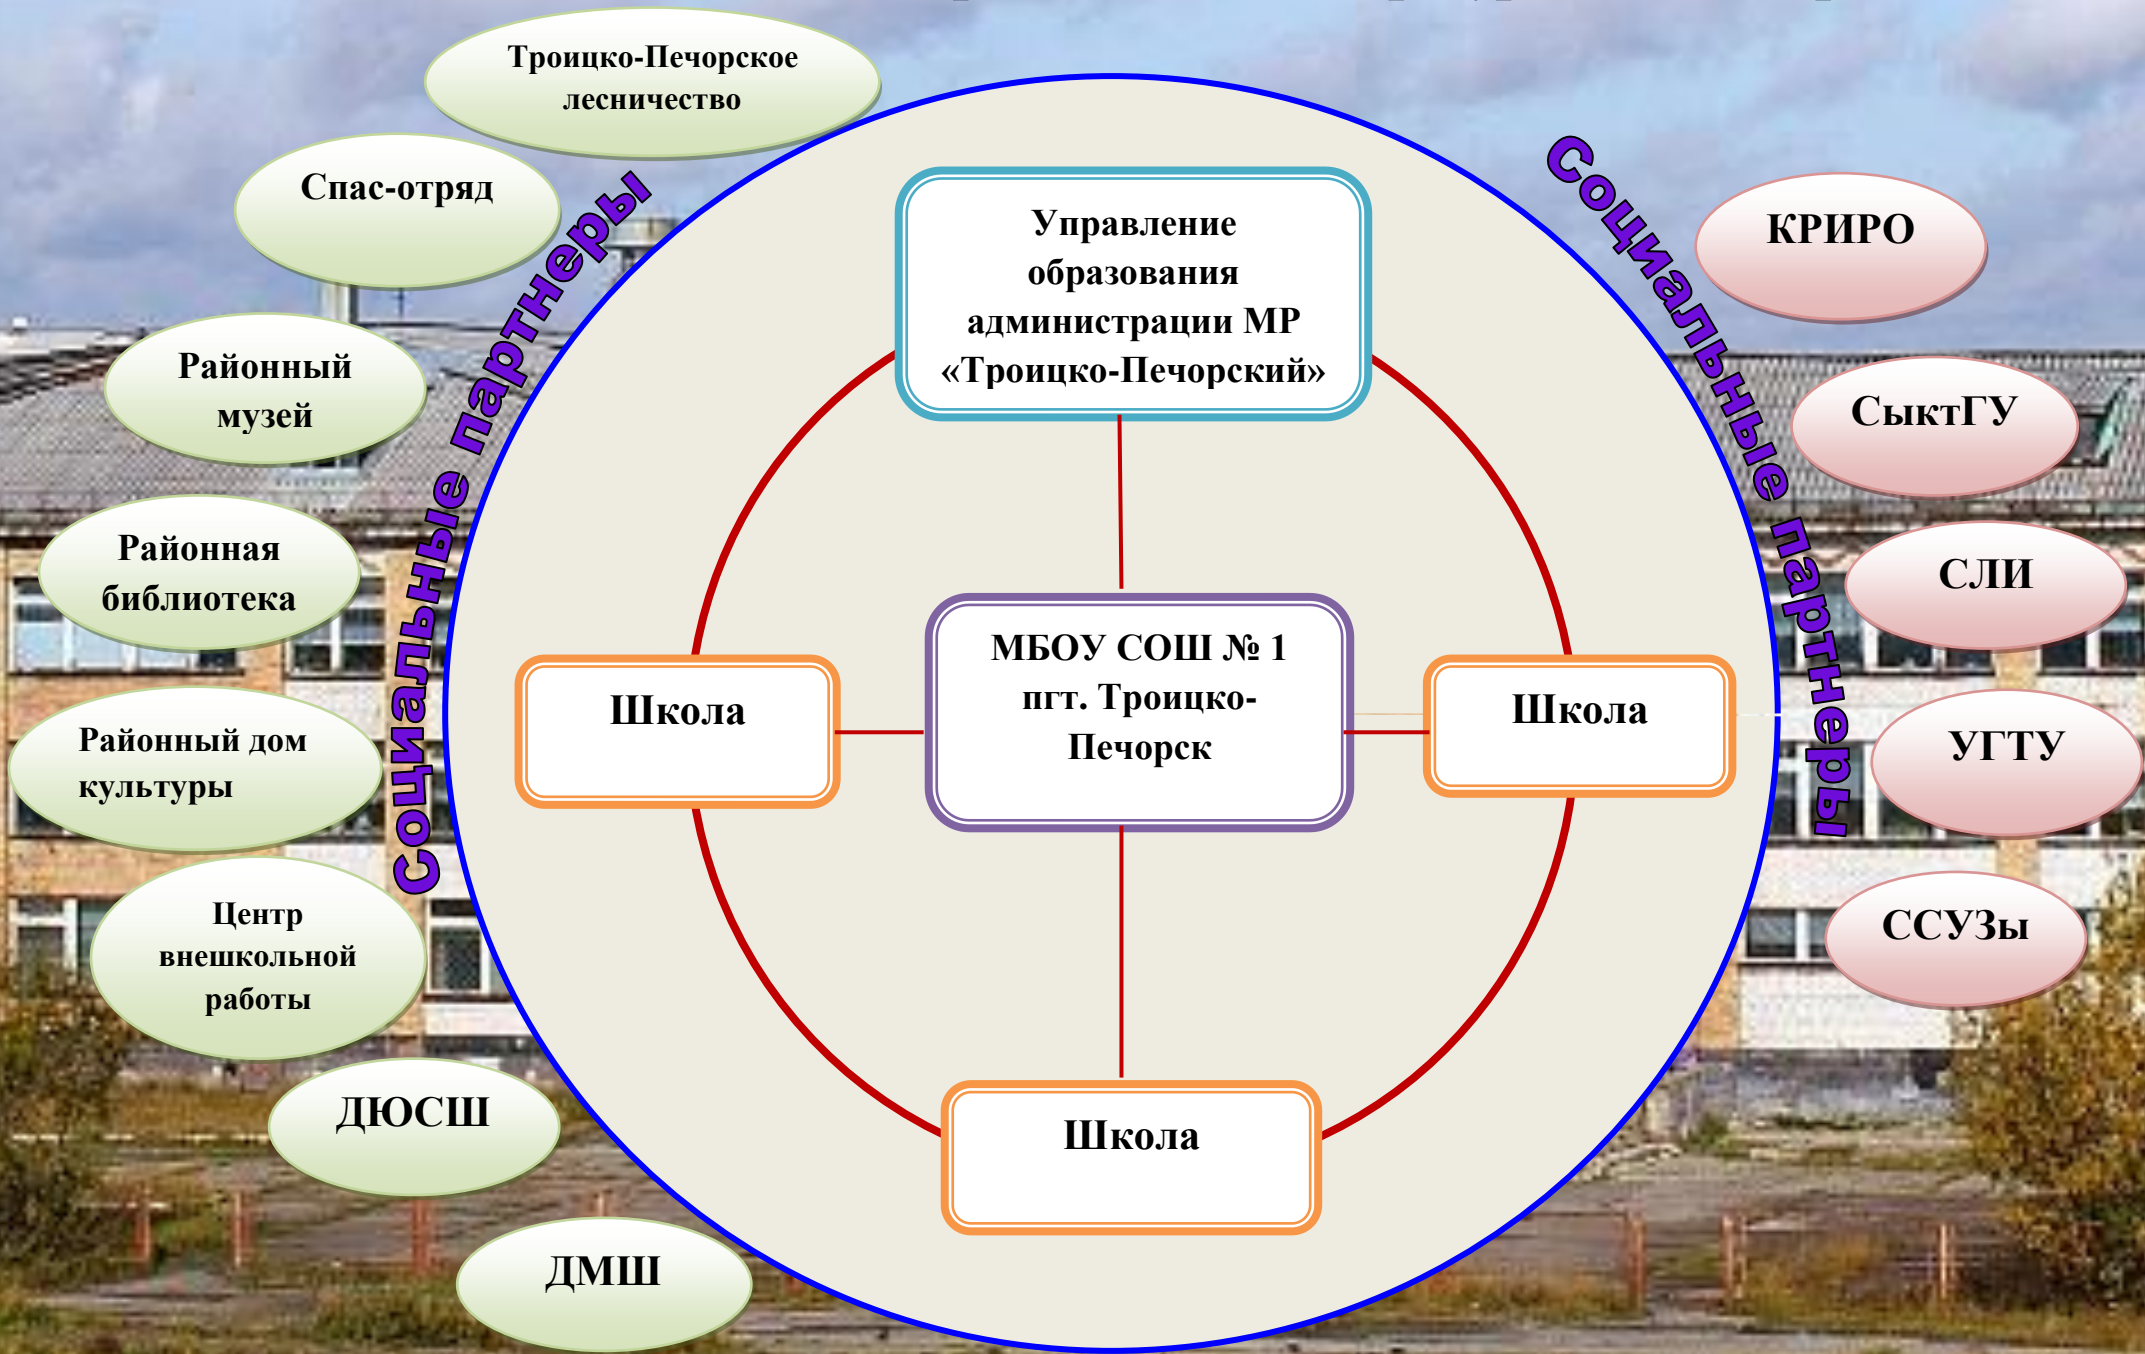 Троицко-Печорское
лесничество
Спас-отряд
Районный
музей
Районная
библиотека
Районный дом
культуры
Центр
внешкольной
работы
ДЮСШ
ДМШ
Социальные партнеры
Управление
образования
администрации МР
«Троицко-Печорский»
Школа
МБОУ СОШ № 1
пгт. Троицко-
Печорск
Школа
Школа
Социальные партнеры
КРИРО
СыктГУ
СЛИ
УГТУ
ССУЗы